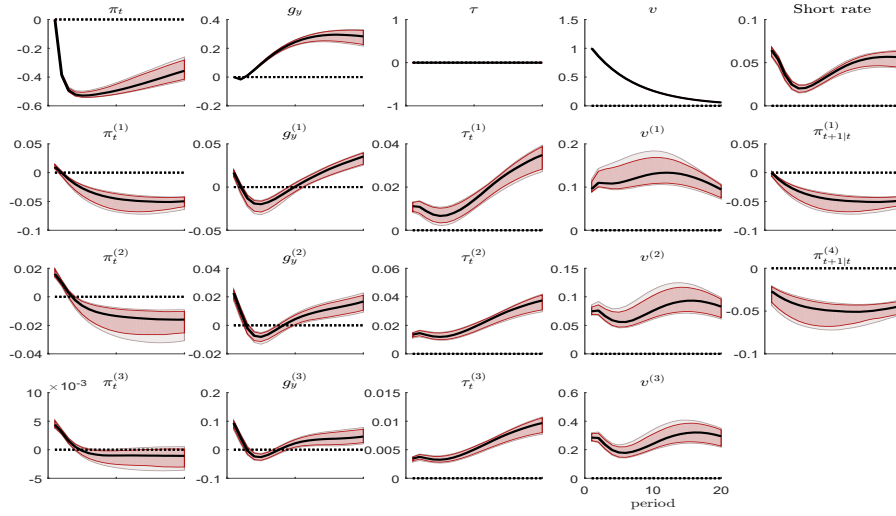 π_t g_y τ v Short rate
0 -0.2 -0.4 -0.6
0.4 0.2 0 -0.2
1 0 -1
1.5 1 0.5 0
0.1 0.05 0
π_t^(1) g_y^(1) τ_t^(1) v^(1) π_{t+1|t}^(1)
0.05 0 -0.05 -0.1
0.05 0 -0.05
0.04 0.02 0
0.2 0.1 0
0.05 0 -0.05 -0.1
π_t^(2) g_y^(2) τ_t^(2) v^(2) π_{t+1|t}^(4)
0.02 0 -0.02 -0.04
0.04 0.02 0 -0.02
0.06 0.04 0.02 0
0.15 0.1 0.05 0
0 -0.05 -0.1
π_t^(3) g_y^(3) τ_t^(3) v^(3)
× 10^-3
10 5 0 -5
0.2 0.1 0 -0.1
0.015 0.01 0.005 0
0.6 0.4 0.2 0
0 10 20
period